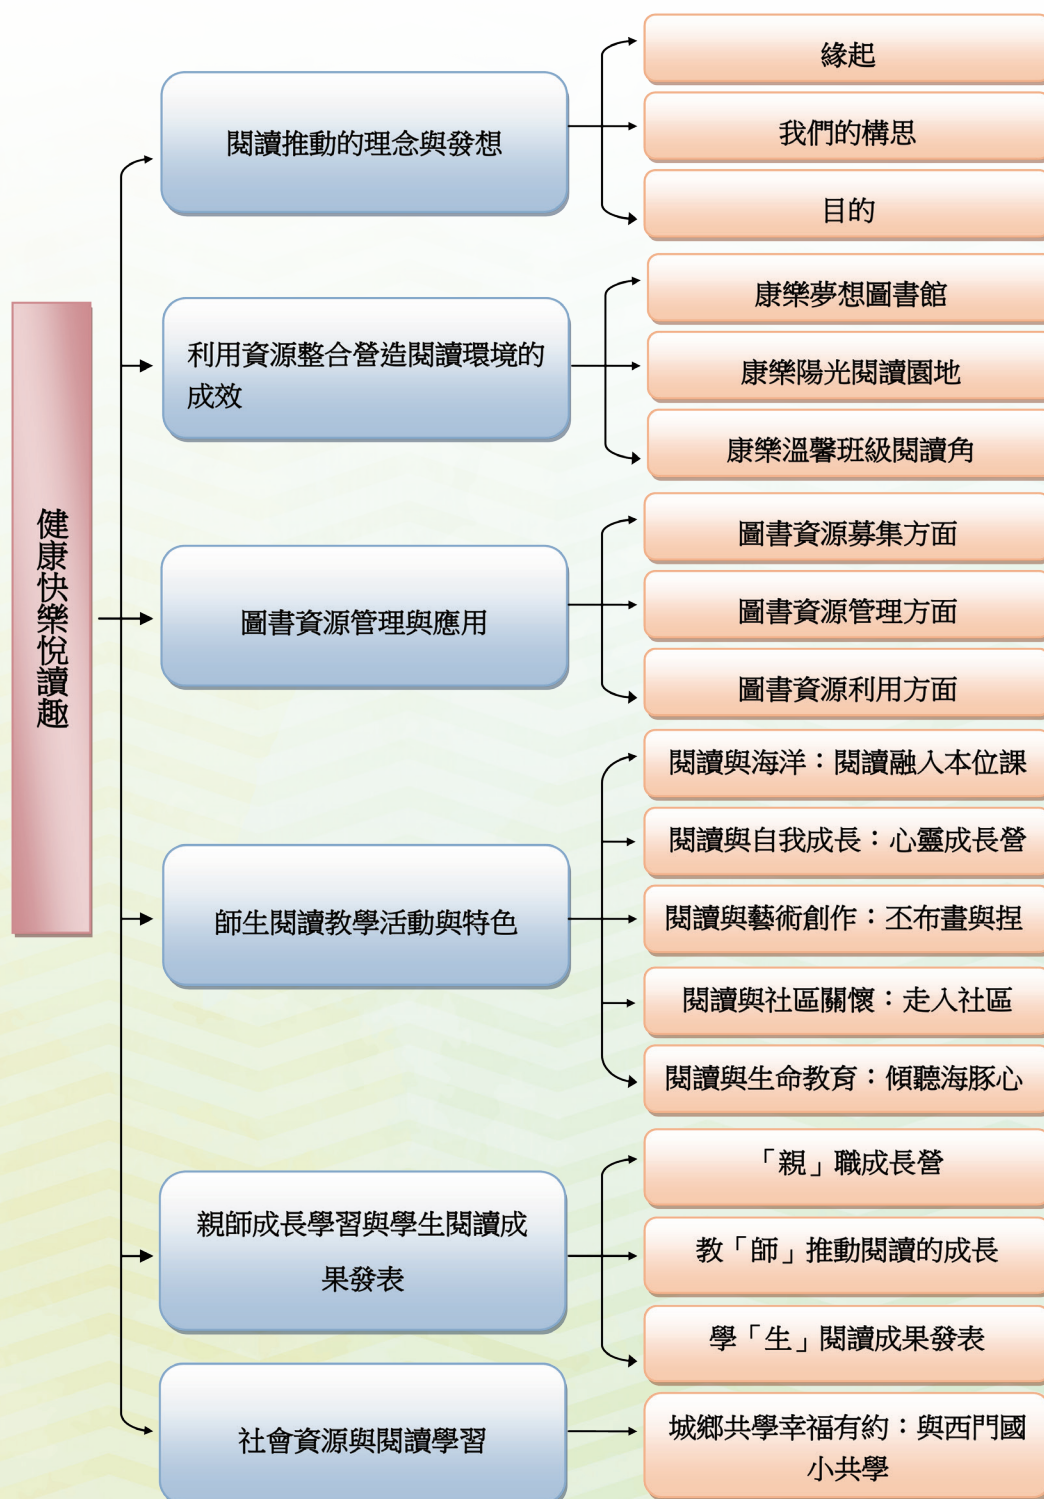 健康快樂悅讀趣
閱讀推動的理念與發想
緣起
我們的構思
目的
利用資源整合營造閱讀環境的
成效
康樂夢想圖書館
康樂陽光閱讀園地
康樂溫馨班級閱讀角
圖書資源管理與應用
圖書資源募集方面
圖書資源管理方面
圖書資源利用方面
師生閱讀教學活動與特色
閱讀與海洋：閱讀融入本位課
閱讀與自我成長：心靈成長營
閱讀與藝術創作：丕布畫與捏
閱讀與社區關懷：走入社區
閱讀與生命教育：傾聽海豚心
親師成長學習與學生閱讀成
果發表
「親」職成長營
教「師」推動閱讀的成長
學「生」閱讀成果發表
社會資源與閱讀學習
城鄉共學幸福有約：與西門國
小共學